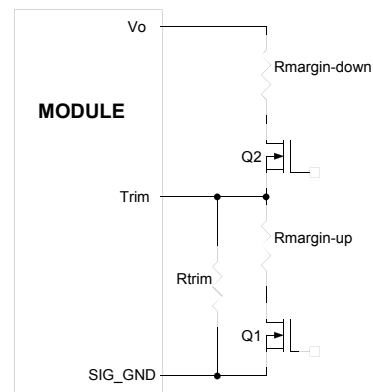 Vo
Rmargin-down
MODULE
Q2
Trim
Rmargin-up
Rtrim
Q1
SIG_GND